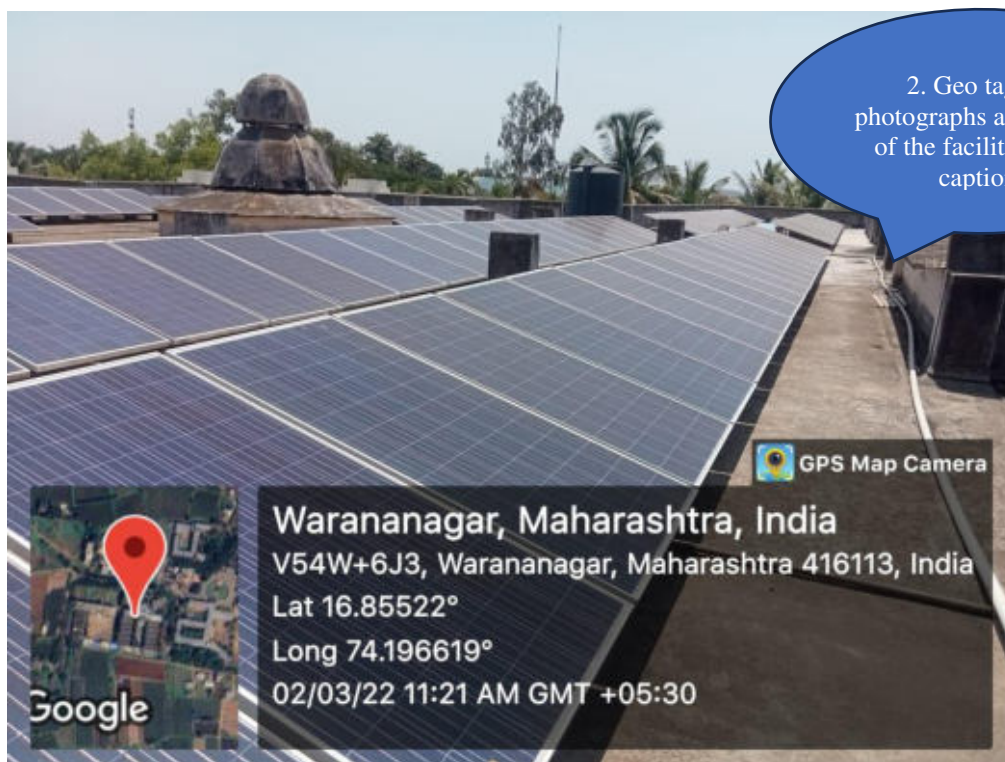 2. Geo ta
photographs a
of the facilit
captio
GPS Map Camera
Warananagar, Maharashtra, India
V54W+6J3, Warananagar, Maharashtra 416113, India
Lat 16.85522°
Long 74.196619°
02/03/22 11:21 AM GMT +05:30
Google